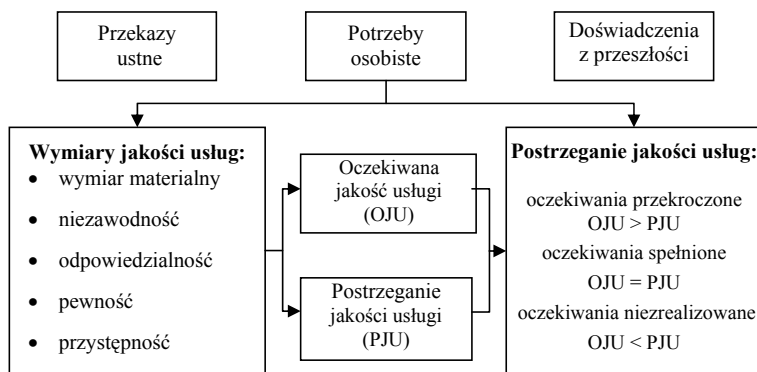 Przekazy
ustne
Potrzeby
osobiste
Doświadczenia
z przeszłości
Wymiary jakości usług:
• wymiar materialny
• niezawodność
• odpowiedzialność
• pewność
• przystępność
Oczekiwana
jakość usługi
(OJU)
Postrzeganie
jakości usługi
(PJU)
Postrzeganie jakości usług:
oczekiwania przekroczone
OJU > PJU
oczekiwania spełnione
OJU = PJU
oczekiwania niezrealizowane
OJU < PJU